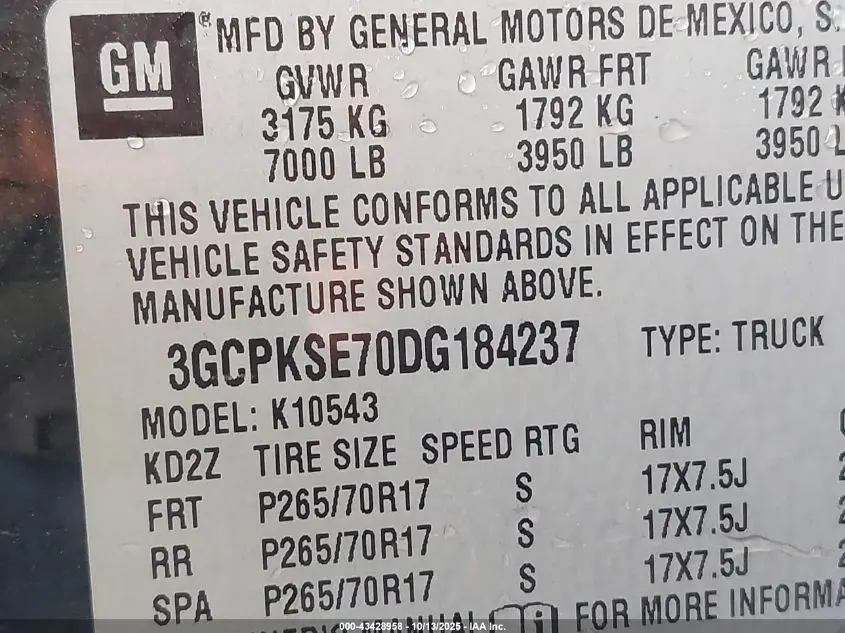 GM ® MFD BY GENERAL MOTORS DE MEXICO, S.
GVWR GAWR FRT GAWR
3175 KG 1792 KG 1792
7000 LB 3950 LB 3950
THIS VEHICLE CONFORMS TO ALL APPLICABLE
VEHICLE SAFETY STANDARDS IN EFFECT ON THE
MANUFACTURE SHOWN ABOVE.
3GCPKSE70DG184237 TYPE: TRUCK
MODEL: K10543
KD2Z TIRE SIZE SPEED RTG RIM
FRT P265/70R17 S 17X7.5J
RR P265/70R17 S 17X7.5J
SPA P265/70R17 S 17X7.5J
FOR MORE
000-43428958 - 10/13/2025 - IAA Inc.